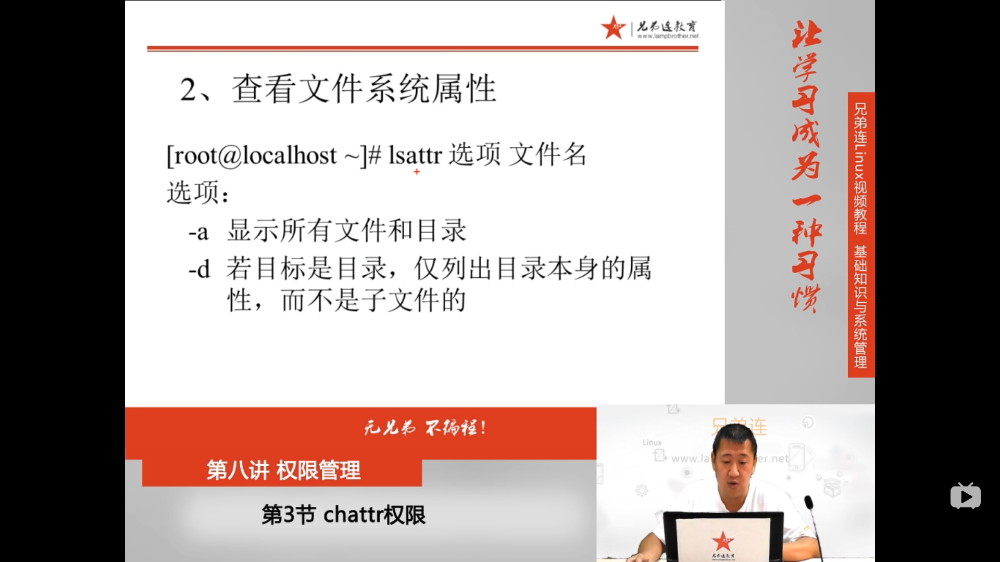 兄弟连教育
www.lampbrother.net
2、查看文件系统属性
[root@localhost ~]# lsattr 选项 文件名
选项：
-a 显示所有文件和目录
-d 若目标是目录，仅列出目录本身的属
性，而不是子文件的
让学习成为一种习惯
兄弟连Linux视频教程 基础知识与系统管理
无兄弟 不编程！
第八讲 权限管理
第3节 chattr权限
Linux
兄弟连教育